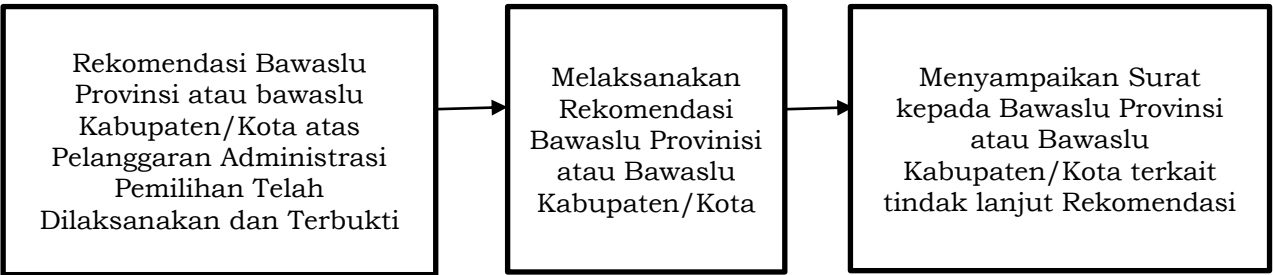 Rekomendasi Bawaslu
Provinsi atau bawaslu
Kabupaten/Kota atas
Pelanggaran Administrasi
Pemilihan Telah
Dilaksanakan dan Terbukti
Melaksanakan
Rekomendasi
Bawaslu Provinisi
atau Bawaslu
Kabupaten/Kota
Menyampaikan Surat
kepada Bawaslu Provinsi
atau Bawaslu
Kabupaten/Kota terkait
tindak lanjut Rekomendasi